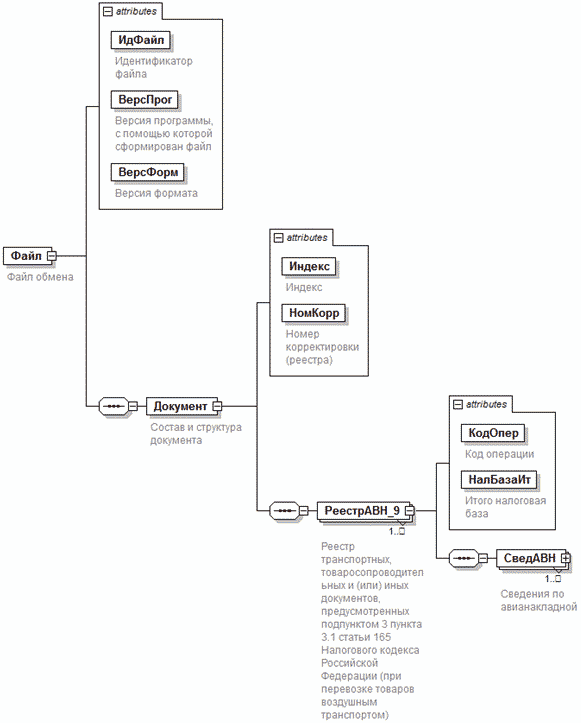 attributes
ИдФайл
Идентификатор
файла
ВерсПрог
Версия программы,
с помощью которой
сформирован файл
ВерсФорм
Версия формата
Файл
Файл обмена
Документ
Состав и структура
документа
attributes
Индекс
Индекс
НомКорр
Номер
корректировки
(реестра)
РеестрАВН_9
1..
Реестр
транспортных,
товаросопроводител
ьных и (или) иных
документов,
предусмотренных
подпунктом 3 пункта
3.1 статьи 165
Налогового кодекса
Российской
Федерации (при
перевозке товаров
воздушным
транспортом)
attributes
КодОпер
Код операции
НалБазаИт
Итого налоговая
база
СведАВН
1..
Сведения по
авианакладной